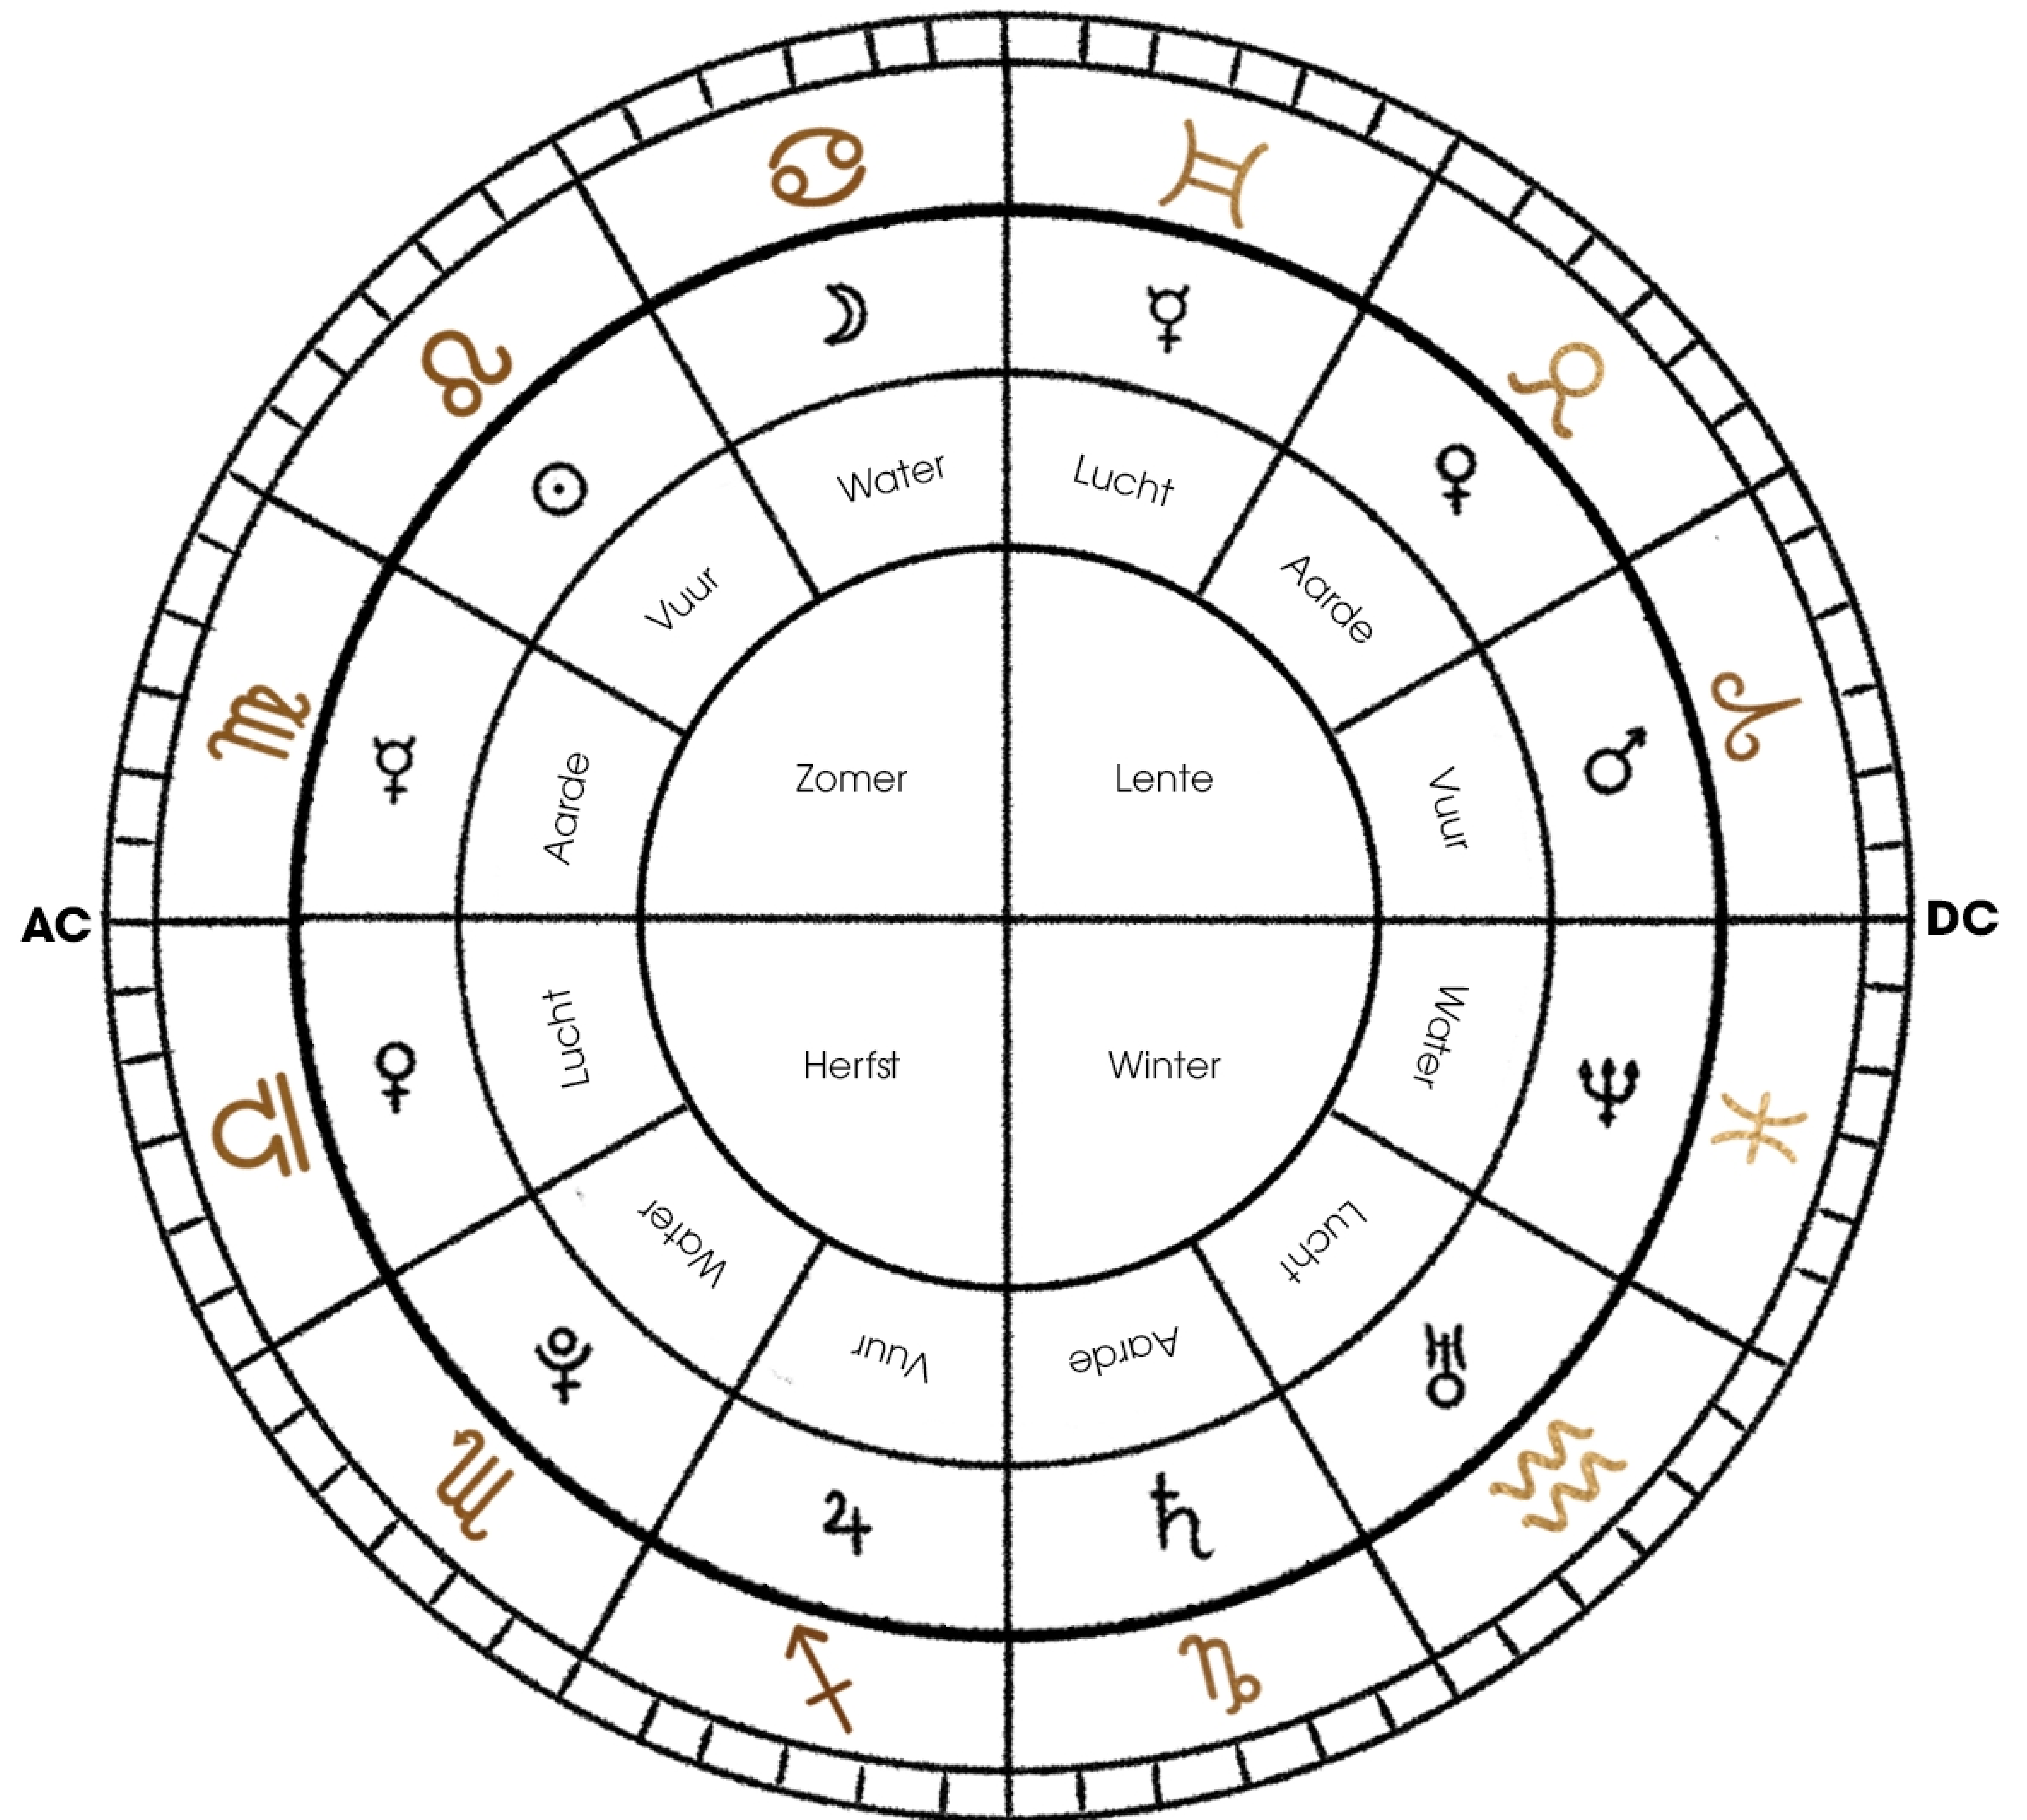 Water
Lucht
Vuur
Aarde
Aarde
Zomer
Lente
Vuur
AC
DC
Lucht
Herfst
Winter
Water
Water
Lucht
Vuur
Aarde